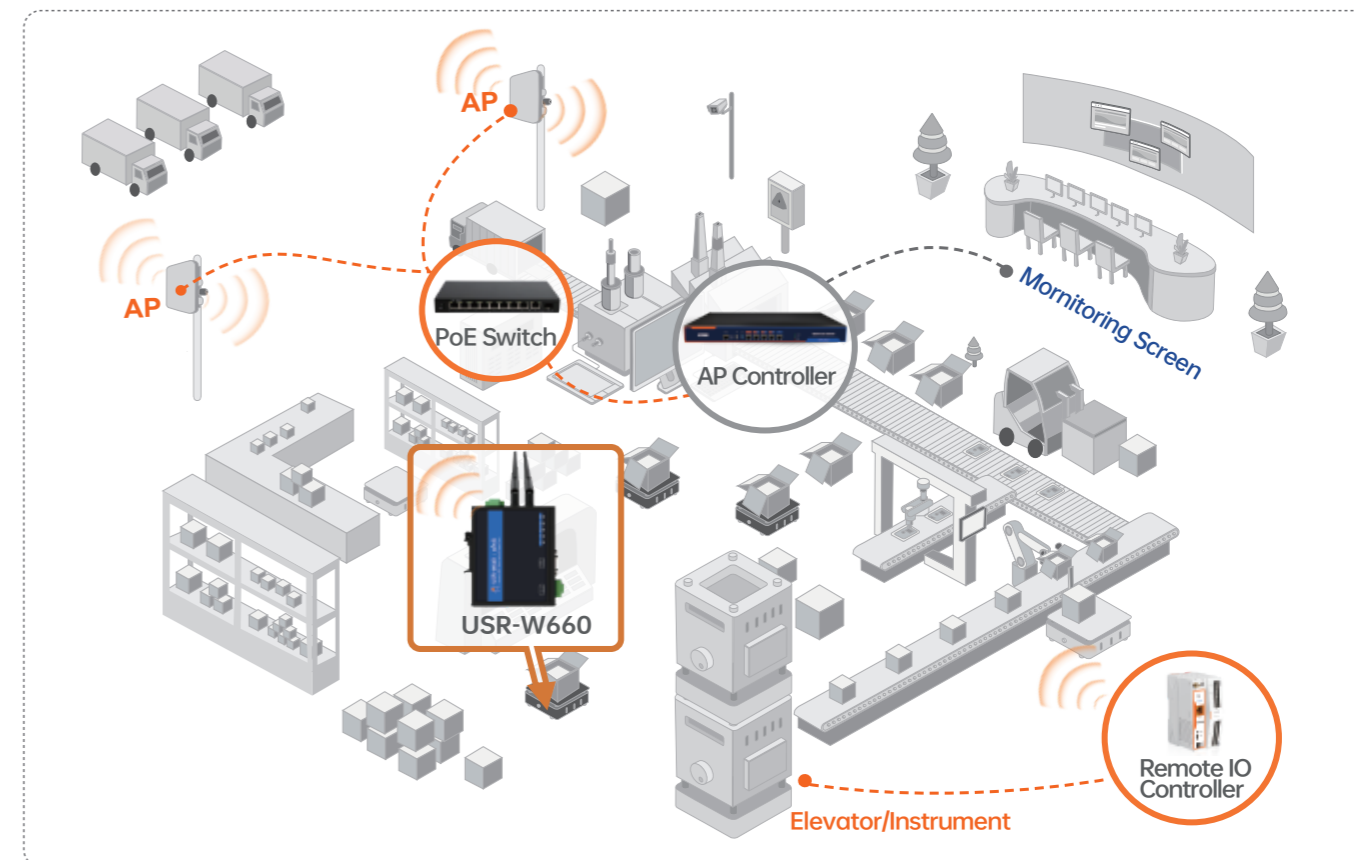 AP
AP
PoE Switch
AP Controller
Mornitoring Screen
USR-W660
Remote IO
Controller
Elevator/Instrument